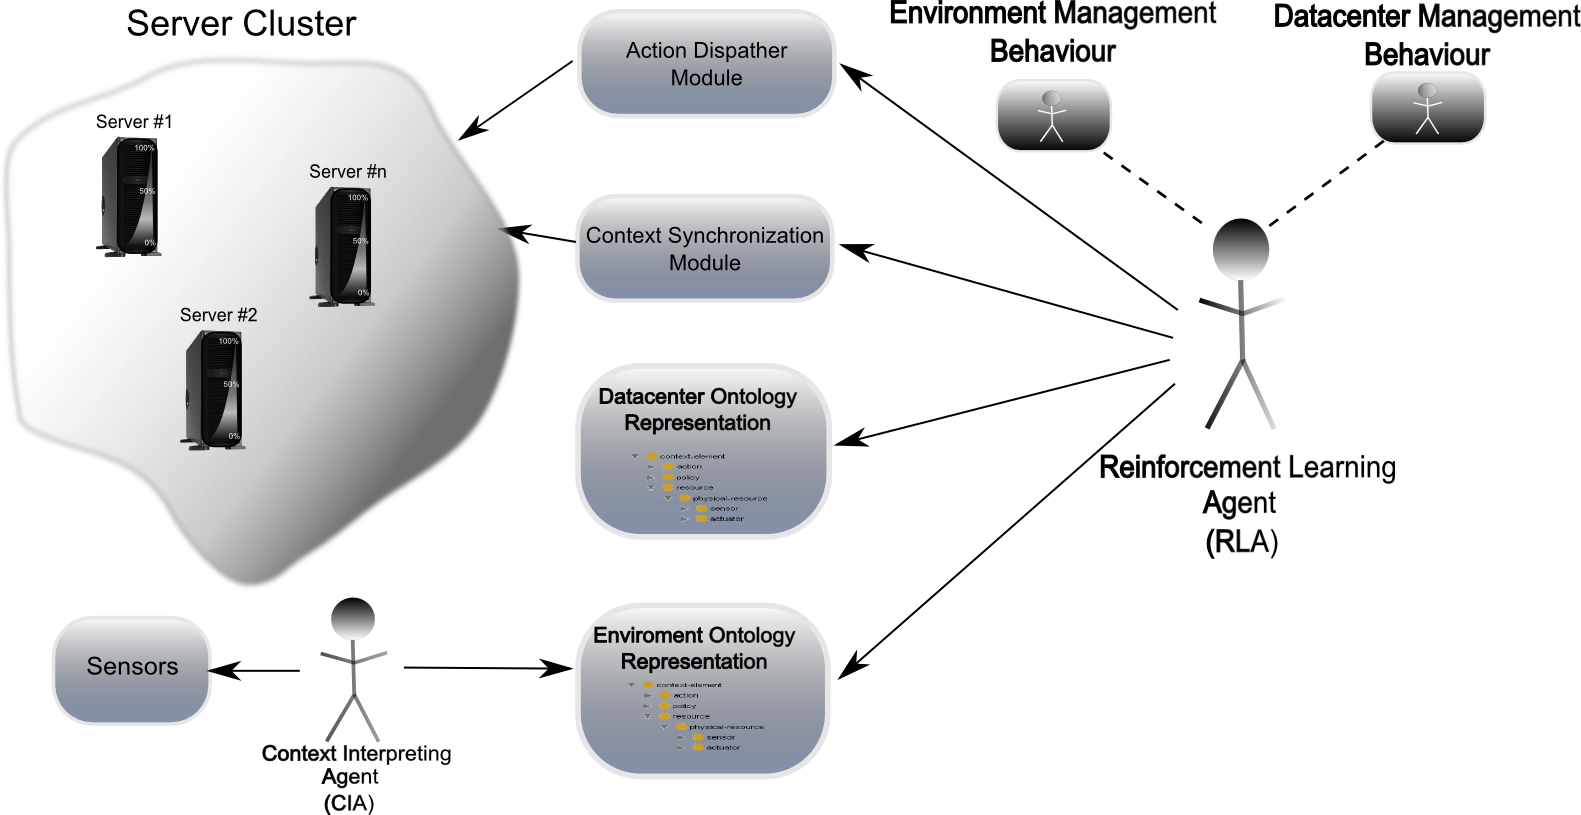 Server Cluster
Server #1
100%
50%
0%
Server #n
100%
50%
0%
Server #2
100%
50%
0%
Action Dispather
Module
Context Synchronization
Module
Datacenter Ontology
Representation
context-element
action
policy
resource
physical-resource
sensor
actuator
Enviroment Ontology
Representation
context-element
action
policy
resource
physical-resource
sensor
actuator
Sensors
Context Interpreting
Agent
(CIA)
Environment Management
Behaviour
Datacenter Management
Behaviour
Reinforcement Learning
Agent
(RLA)